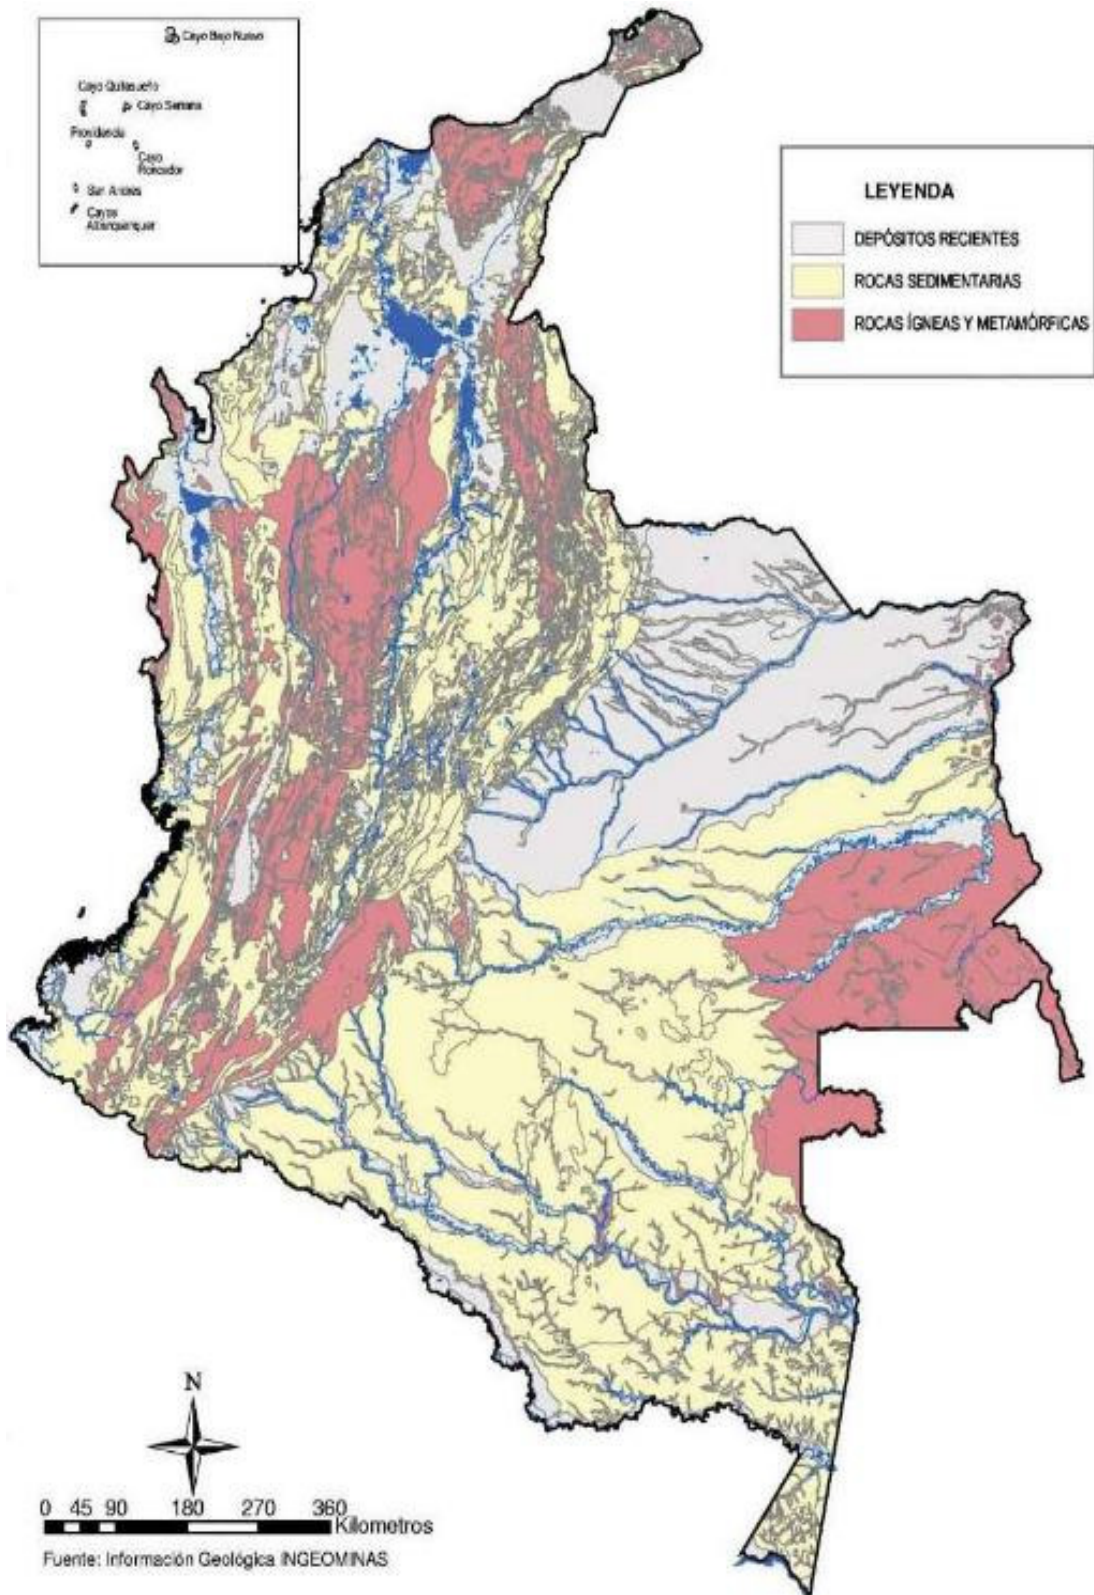 Cayo Bajo Nuevo
Cayo Quitasueño
Cayo Serrana
Providencia
Cayo
Roncador
San Andrés
Cayos
LEYENDA
DEPÓSITOS RECIENTES
ROCAS SEDIMENTARIAS
ROCAS ÍGNEAS Y METAMÓRFICAS
N
0 45 90 180 270 360
Kilometros
Fuente: Información Geológica INGEOMINAS